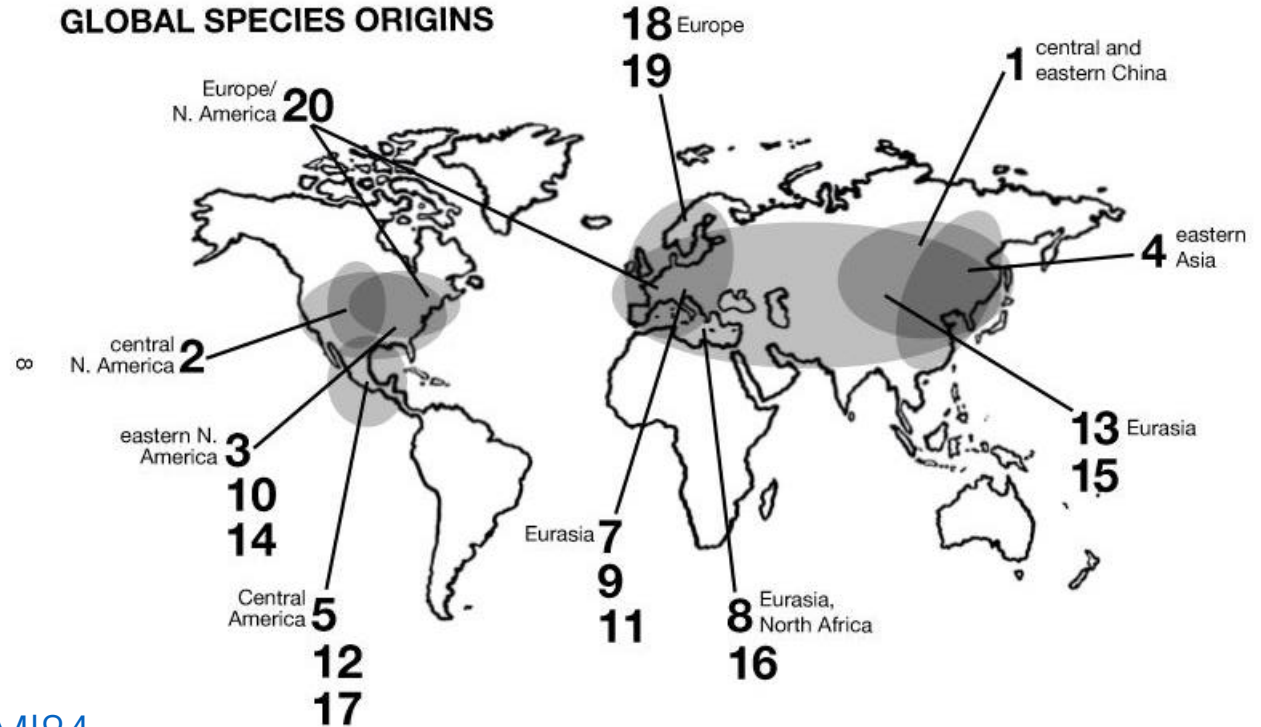 GLOBAL SPECIES ORIGINS
18 Europe
19
1 central and
eastern China
Europe/
N. America 20
4 eastern
Asia
central
N. America 2
8
eastern N.
America 3
10
14
13 Eurasia
15
Eurasia 7
9
11
Central
America 5
12
17
8 Eurasia,
North Africa
16